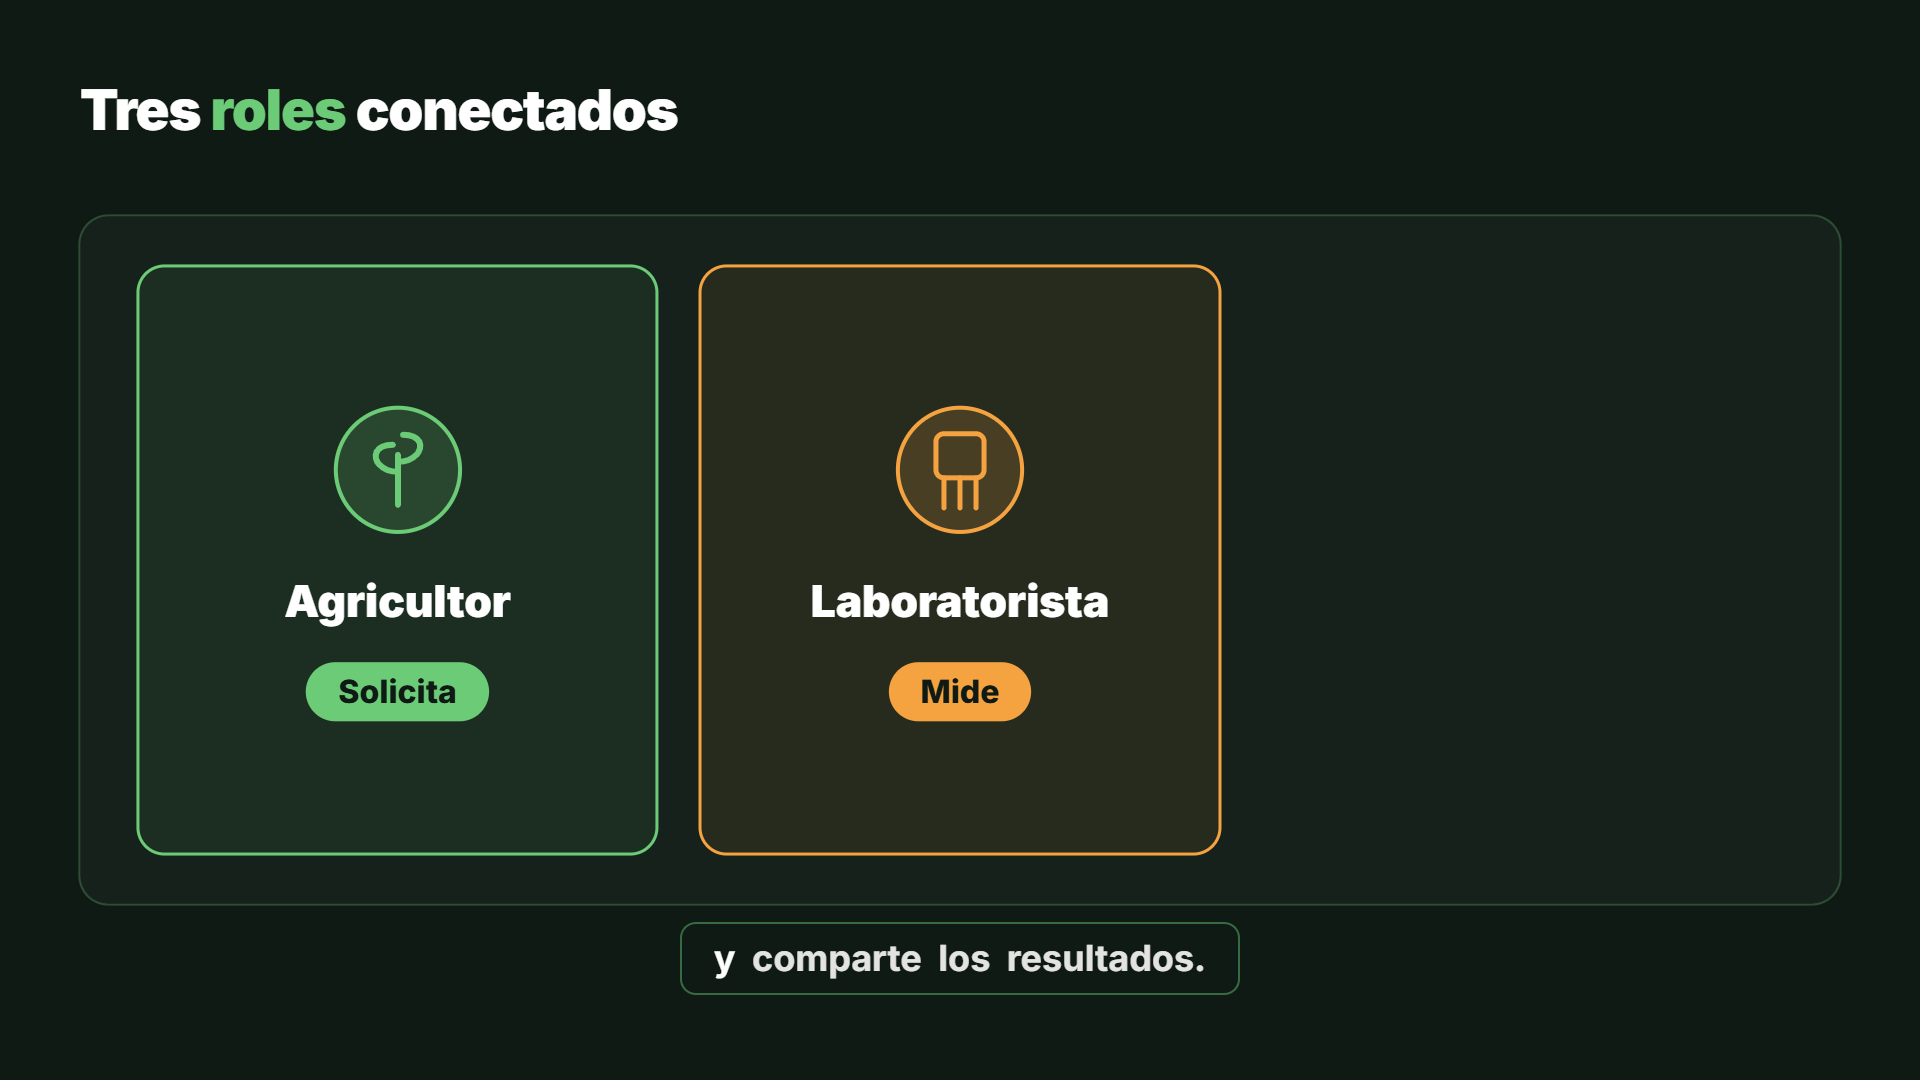 Tres roles conectados
Agricultor
Solicita
Laboratorista
Mide
y comparte los resultados.